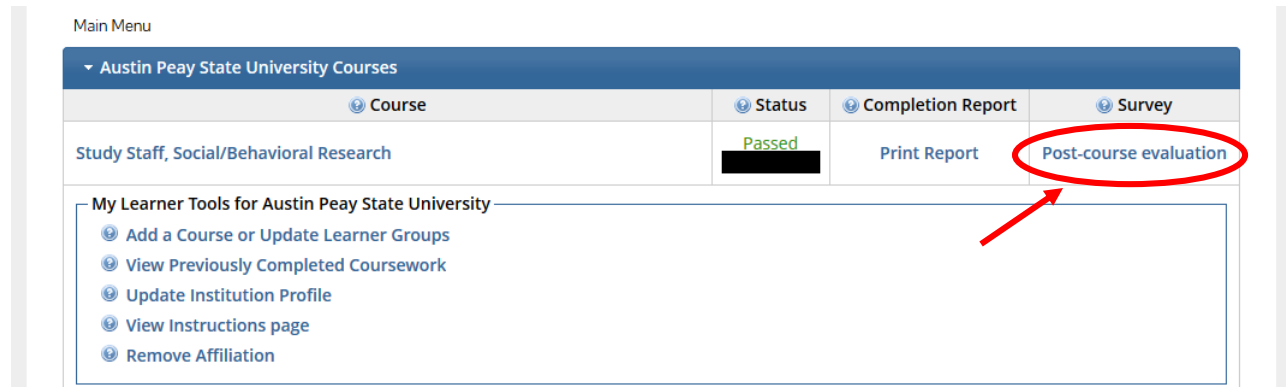 Main Menu
Austin Peay State University Courses
Course Status Completion Report Survey
Study Staff, Social/Behavioral Research Passed Print Report Post-course evaluation
My Learner Tools for Austin Peay State University
Add a Course or Update Learner Groups
View Previously Completed Coursework
Update Institution Profile
View Instructions page
Remove Affiliation